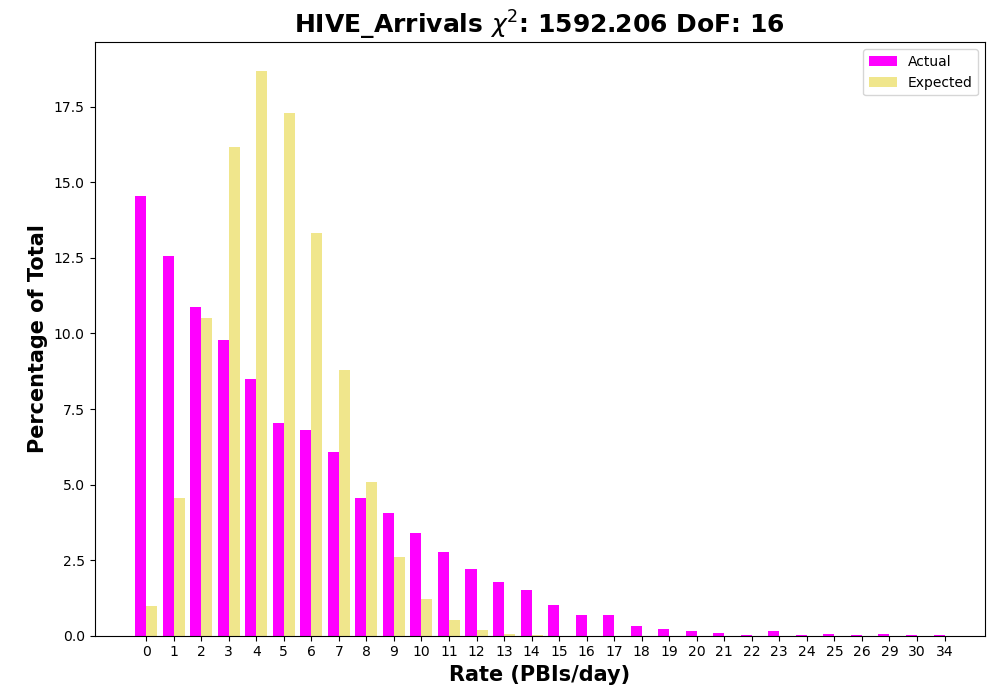 HIVE_Arrivals χ²: 1592.206 DoF: 16
Actual
Expected
Percentage of Total
17.5
15.0
12.5
10.0
7.5
5.0
2.5
0.0
0 1 2 3 4 5 6 7 8 9 10 11 12 13 14 15 16 17 18 19 20 21 22 23 24 25 26 29 30 34
Rate (PBIs/day)